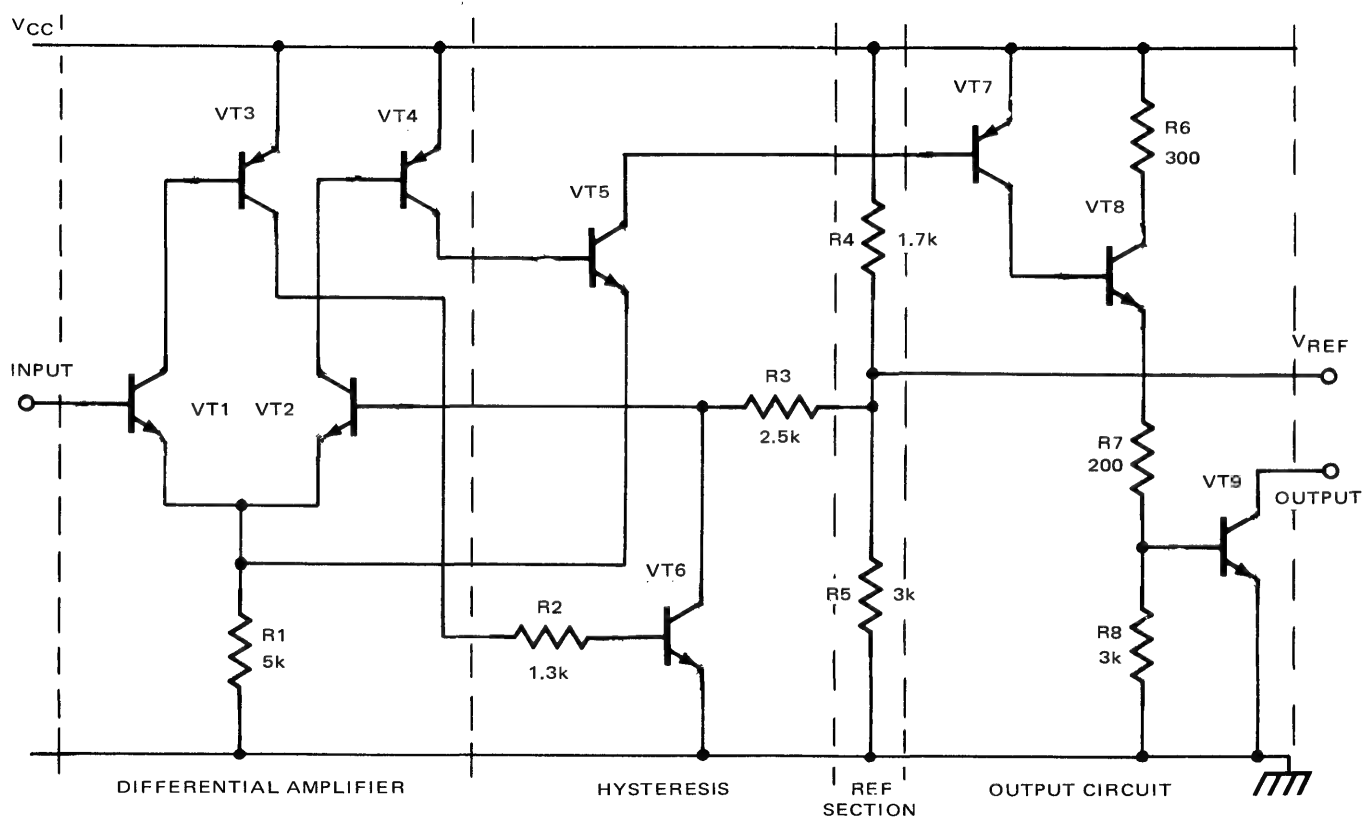 VCC
VT3
VT4
VT5
VT7
R6
300
VT8
R4 1.7k
INPUT
VREF
VT1 VT2
R3
2.5k
R7
200
VT9
OUTPUT
R1
5k
R2
1.3k
VT6
R5 3k
R8
3k
DIFFERENTIAL AMPLIFIER
HYSTERESIS
REF
SECTION
OUTPUT CIRCUIT